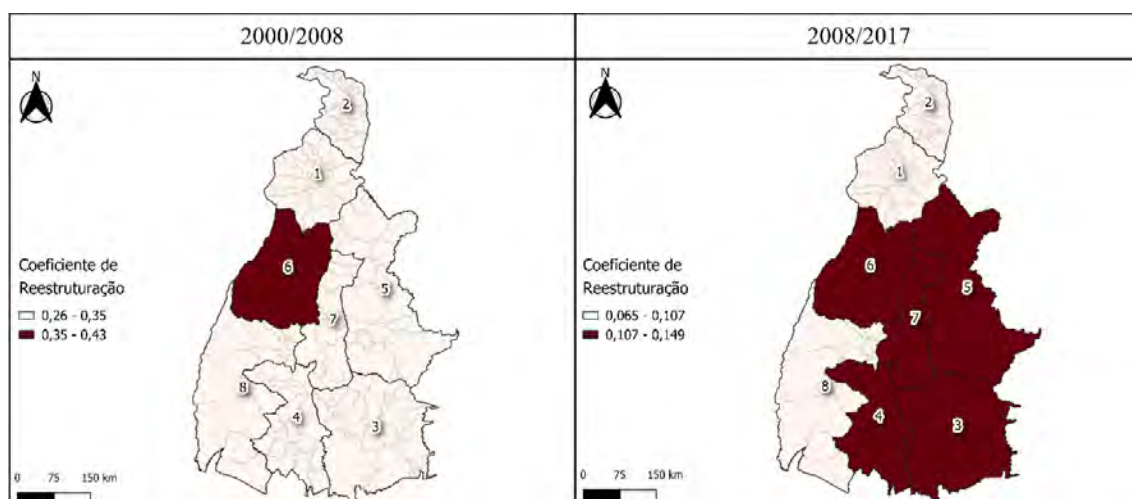 2000/2008
2008/2017
N
2
1
6
5
7
8
4
3
Coeficiente de
Reestruturação
0,26 - 0,35
0,35 - 0,43
0 75 150 km
N
2
1
6
5
7
8
4
3
Coeficiente de
Reestruturação
0,065 - 0,107
0,107 - 0,149
0 75 150 km